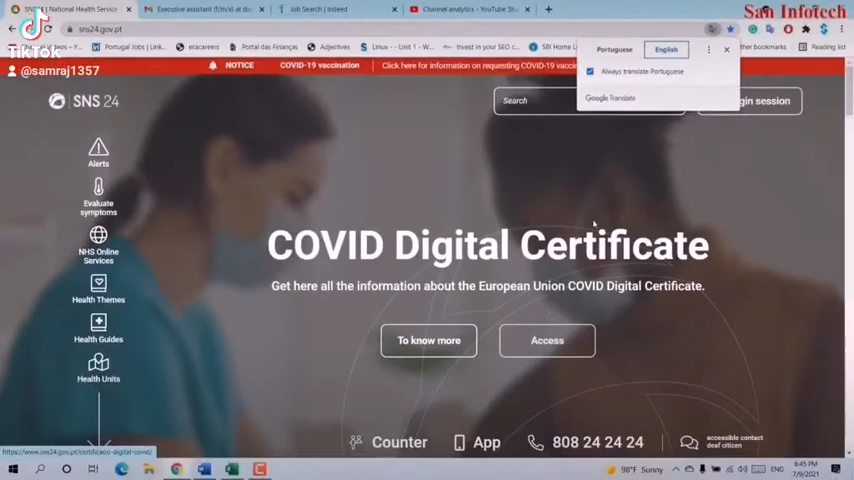 San Infotech
SNS24 | National Health Service
Executive assistant (f/m/x) at d
Job Search | Indeed
Channel analytics - YouTube Stu
TikTok
@samraj1357
sns24.gov.pt
Portuguese
English
Always translate Portuguese
Google Translate
YouTube
Portugal Jobs | Link...
eracareers
Portal das Finanças
Adjectives
Linux -- Unit 1 - W...
Invest in your SEO c...
SBI Home L
her bookmarks
Reading list
NOTICE
COVID-19 vaccination
Click here for information on requesting COVID-19 vaccin
SNS 24
Search
gin session
Alerts
Evaluate
symptoms
NHS Online
Services
Health Themes
Health Guides
Health Units
COVID Digital Certificate
Get here all the information about the European Union COVID Digital Certificate.
To know more
Access
Counter
App
808 24 24 24
accessible contact
deaf citizen
https://www.sns24.gov.pt/certificado-digital-covid/
98°F Sunny
ENG
6:45 PM
7/9/2021